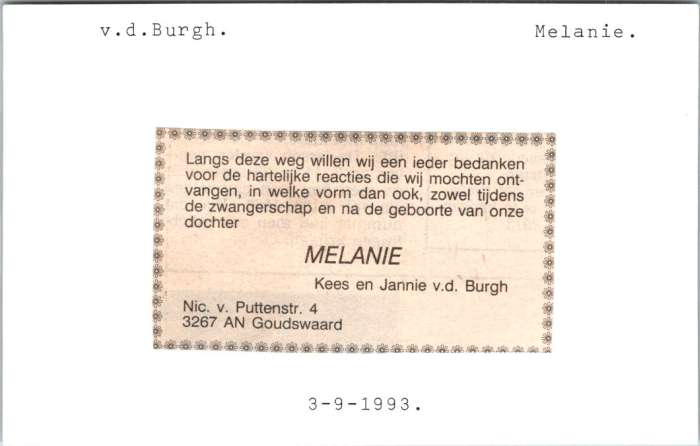 v.d.Burgh. Melanie.
Langs deze weg willen wij een ieder bedanken
voor de hartelijke reacties die wij mochten ont-
vangen, in welke vorm dan ook, zowel tijdens
de zwangerschap en na de geboorte van onze
dochter
MELANIE
Kees en Jannie v.d. Burgh
Nic. v. Puttenstr. 4
3267 AN Goudswaard
3-9-1993.